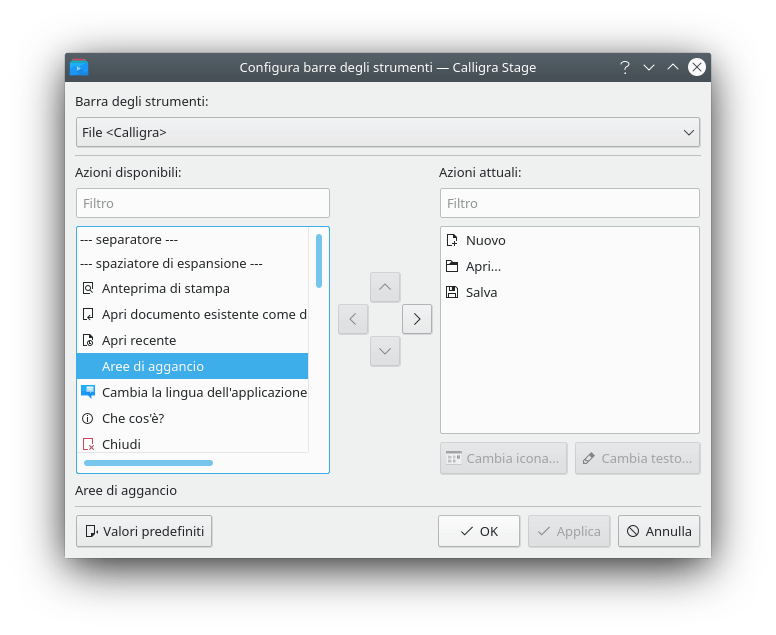 Configura barre degli strumenti — Calligra Stage
Barra degli strumenti:
File <Calligra>
Azioni disponibili:
Filtro
--- separatore ---
--- spaziatore di espansione ---
Anteprima di stampa
Apri documento esistente come d
Apri recente
Aree di aggancio
Cambia la lingua dell'applicazione
Che cos'è?
Chiudi
Azioni attuali:
Filtro
Nuovo
Apri...
Salva
Cambia icona...
Cambia testo...
Aree di aggancio
Valori predefiniti
OK
Applica
Annulla